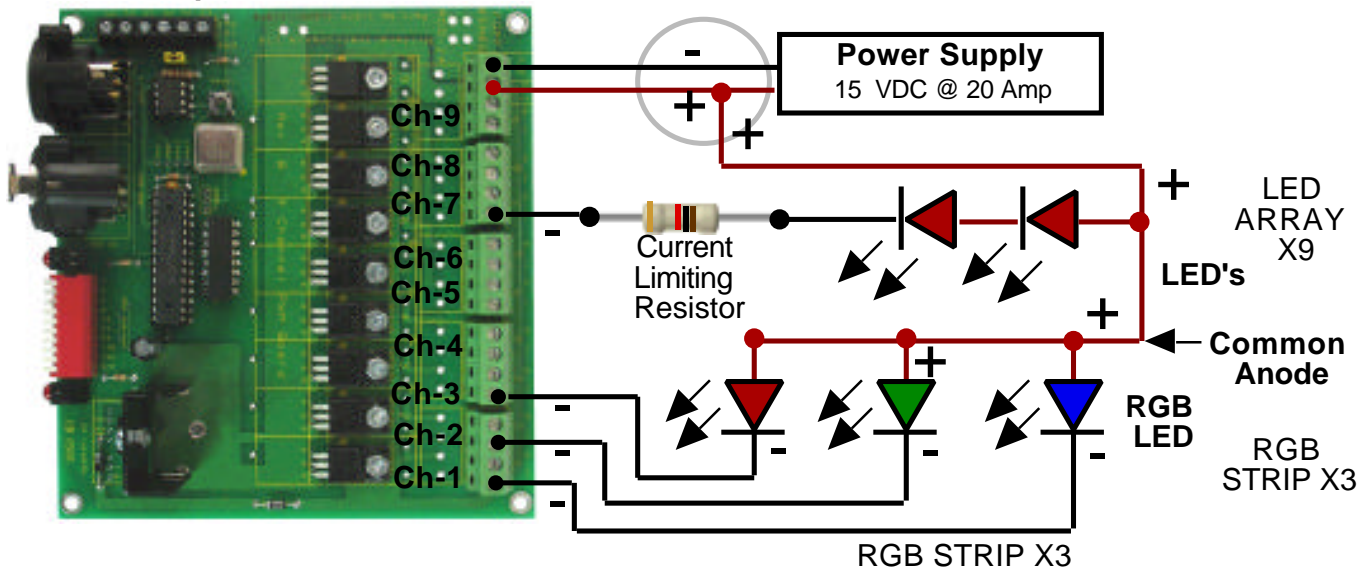 Power Supply
15 VDC @ 20 Amp
-
+
+
+
Ch-9
Ch-8
Ch-7
-
Ch-6
Ch-5
Ch-4
Ch-3
-
Ch-2
-
Ch-1
-
Current
Limiting
Resistor
LED
ARRAY
X9
LED's
+
Common
Anode
+
RGB
LED
-
-
-
RGB
STRIP X3
RGB STRIP X3